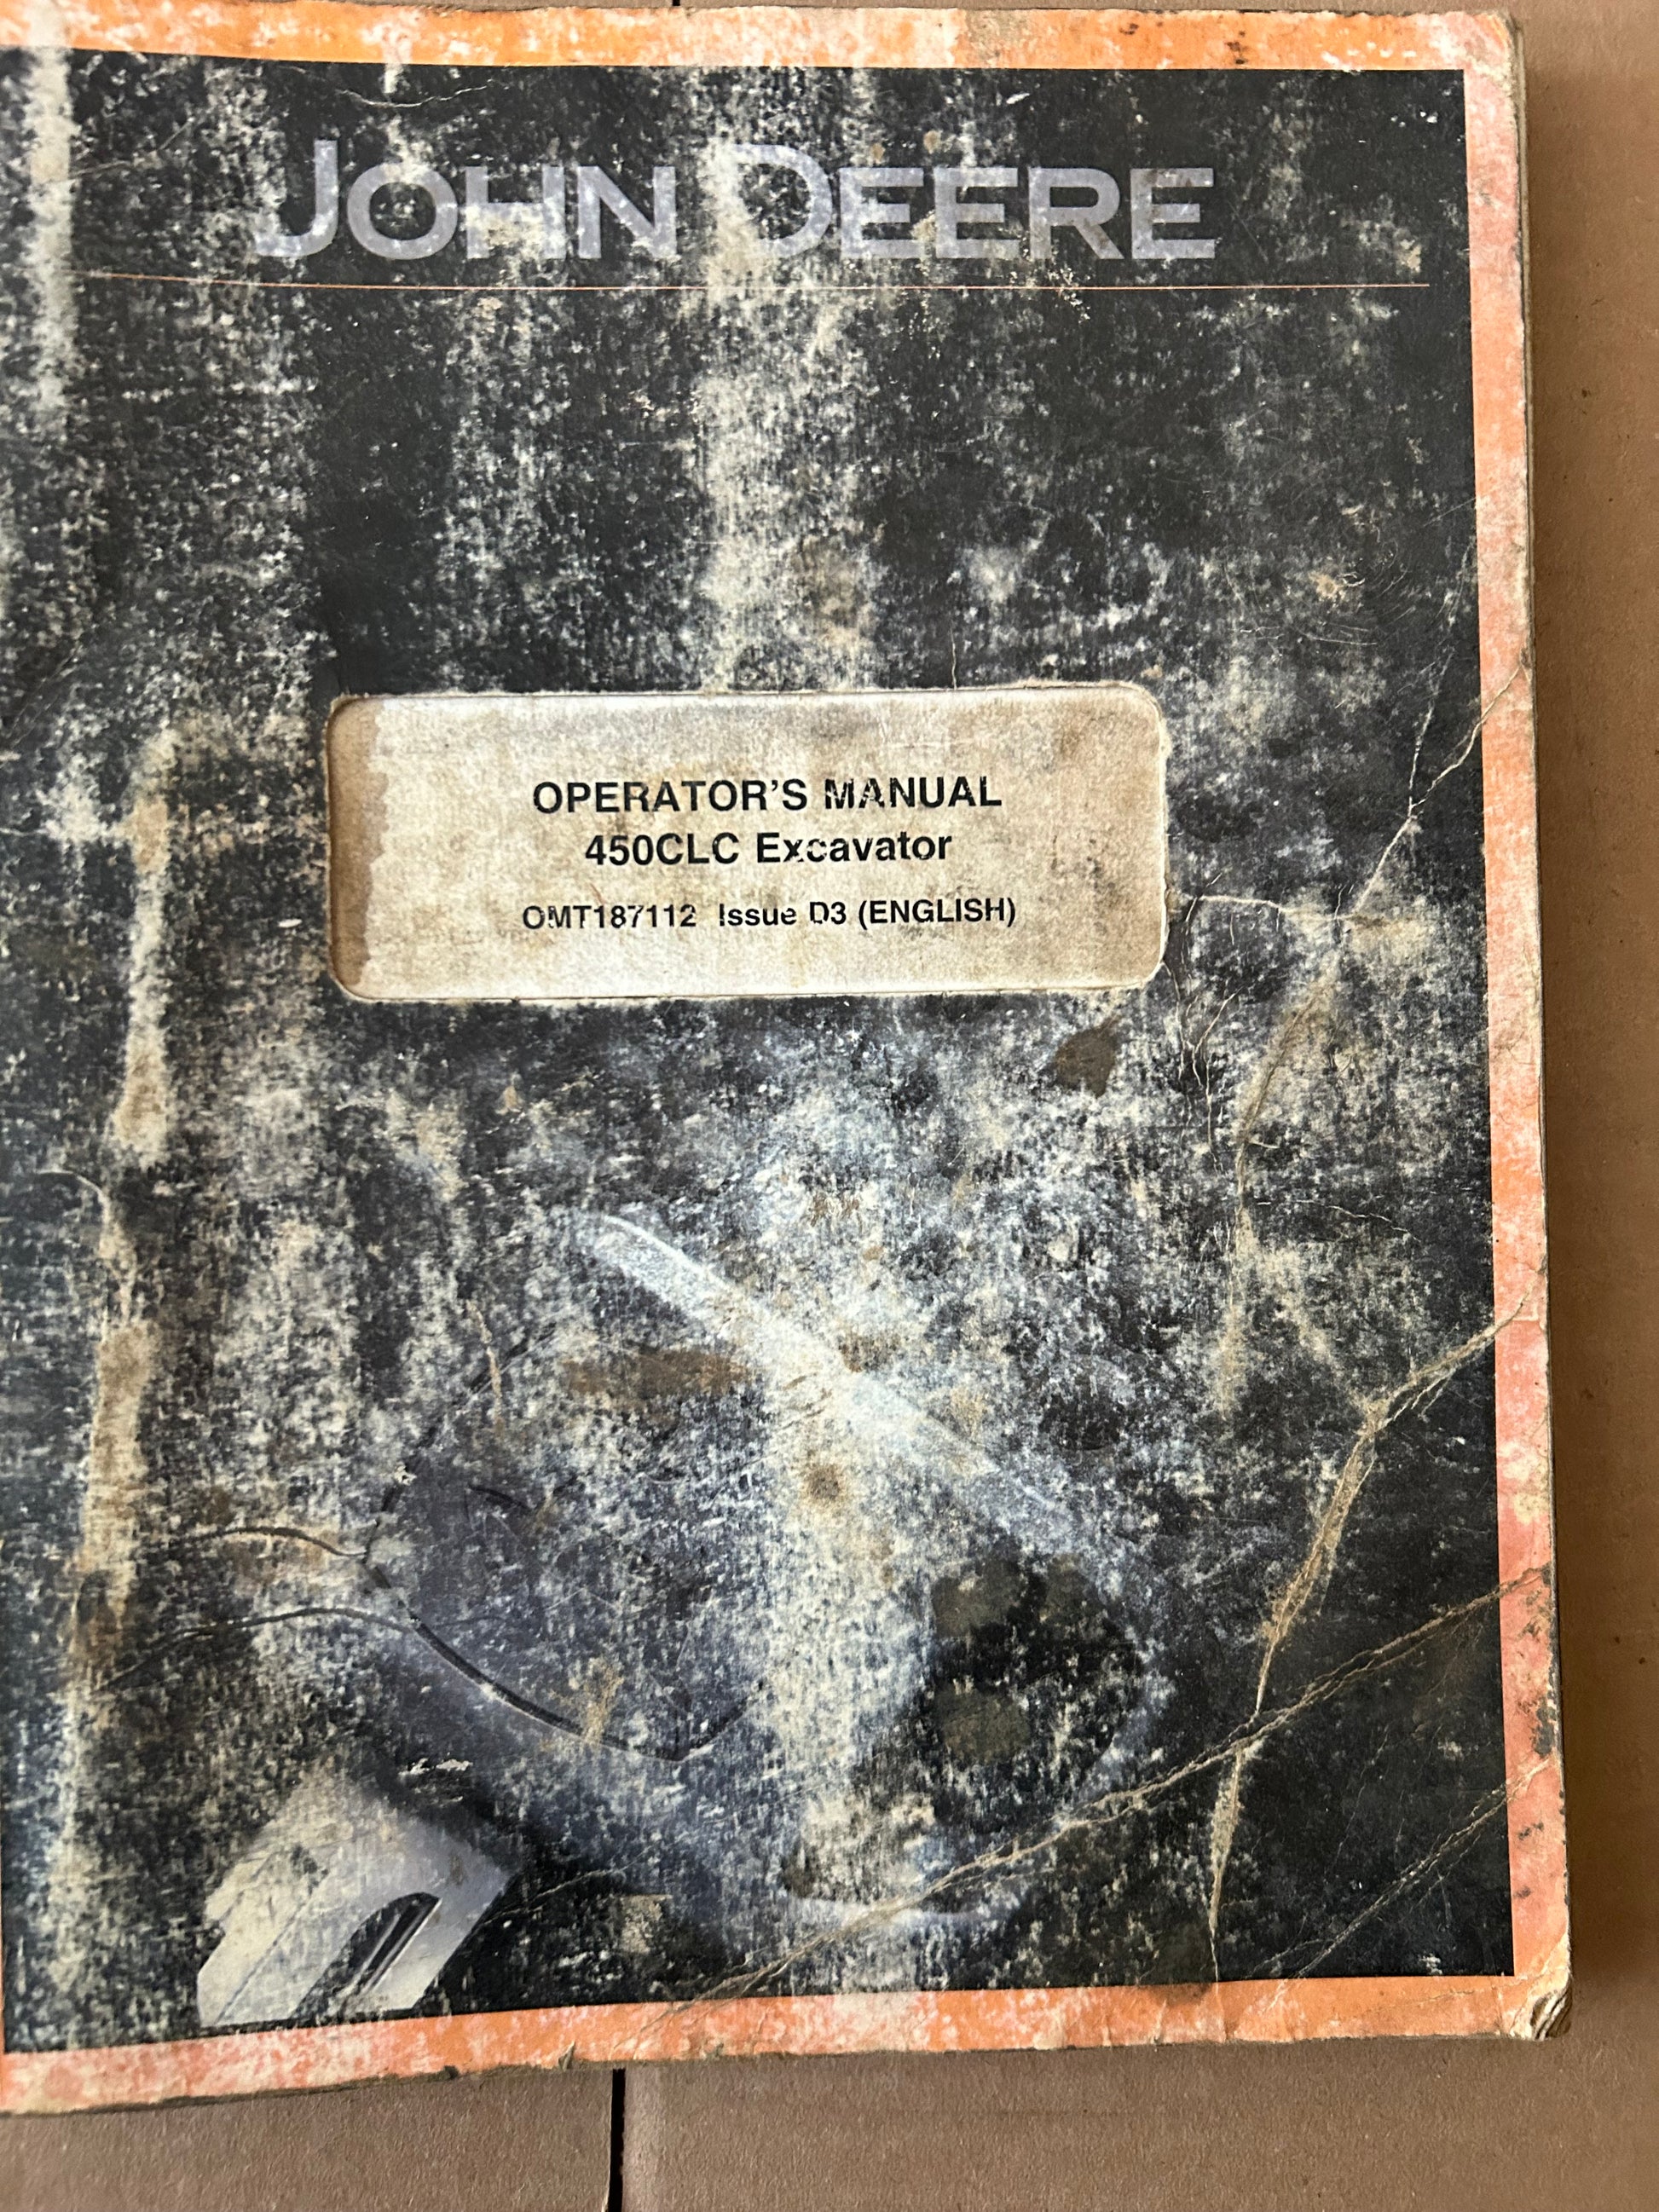 JOHN DEERE
OPERATOR'S MANUAL
450CLC Excavator
OMT187112 Issue D3 (ENGLISH)